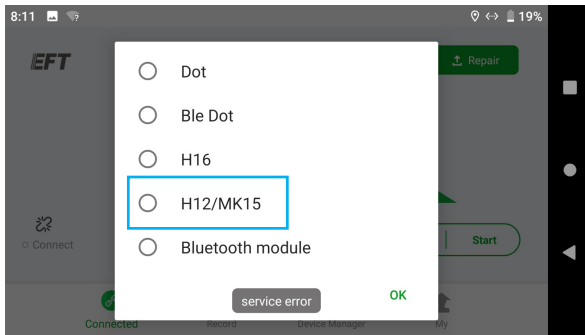 8:11
19%
EFT
Repair
Dot
Ble Dot
H16
H12/MK15
Bluetooth module
Connect
Start
service error
OK
Connected
Record
Device Manager
My